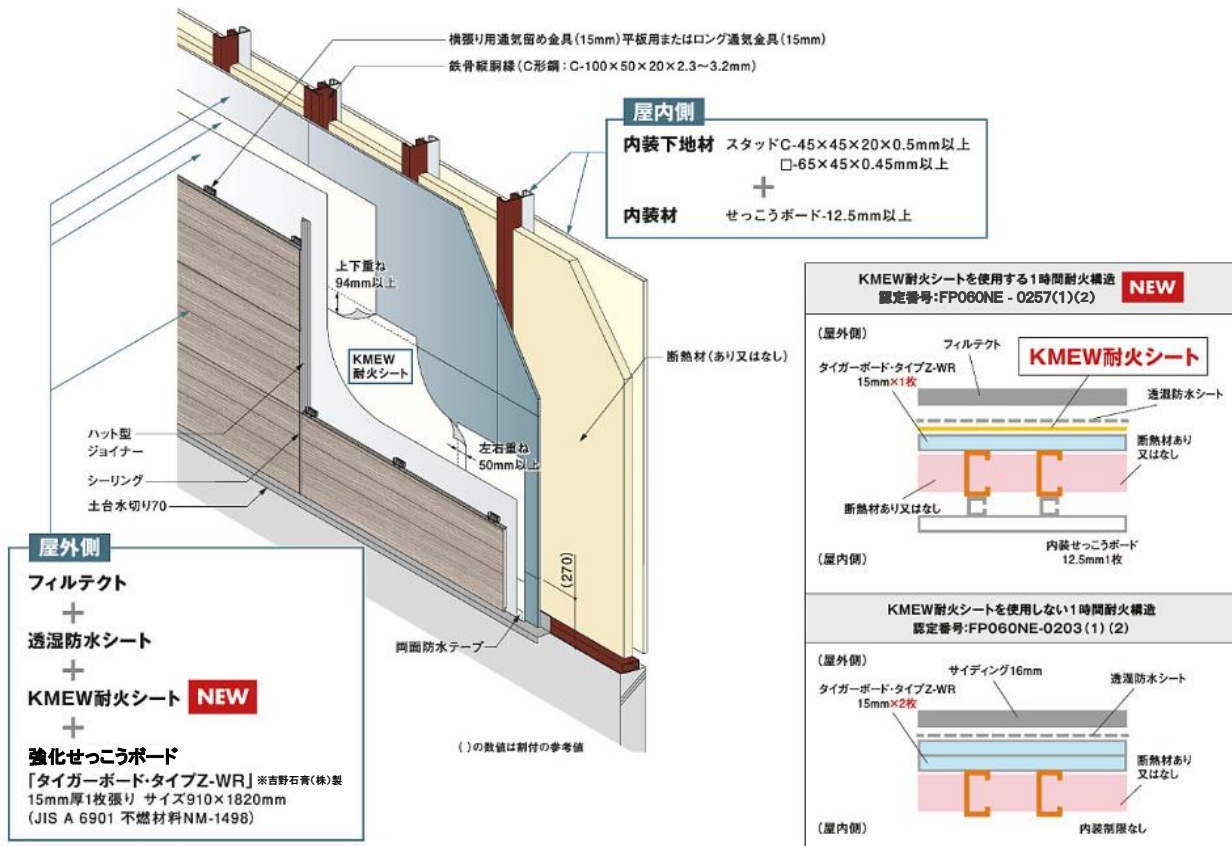 横張り用通気留め金具(15mm)平板用またはロング通気金具(15mm)
鉄骨縦胴縁(C形鋼:C-100×50×20×2.3~3.2mm)
屋内側
内装下地材 スタッドC-45×45×20×0.5mm以上
□-65×45×0.45mm以上
+
内装材 せっこうボード-12.5mm以上
上下重ね
94mm以上
KMEW
耐火シート
断熱材(あり又はなし)
左右重ね
50mm以上
ハット型
ジョイナー
シーリング
土台水切り70
(270)
両面防水テープ
( )の数値は割付の参考値
屋外側
フィルテクト
+
透湿防水シート
+
KMEW耐火シート NEW
+
強化せっこうボード
「タイガーボード・タイプZ-WR」※吉野石膏(株)製
15mm厚1枚張り サイズ910×1820mm
(JIS A 6901 不燃材料NM-1498)
KMEW耐火シートを使用する1時間耐火構造
認定番号:FP060NE - 0257(1)(2)
NEW
(屋外側)
フィルテクト
KMEW耐火シート
タイガーボード・タイプZ-WR
15mm×1枚
透湿防水シート
断熱材あり
又はなし
断熱材あり又はなし
(屋内側)
内装せっこうボード
12.5mm1枚
KMEW耐火シートを使用しない1時間耐火構造
認定番号:FP060NE-0203(1)(2)
(屋外側)
サイディング16mm
タイガーボード・タイプZ-WR
15mm×2枚
透湿防水シート
断熱材あり
又はなし
(屋内側)
内装制限なし